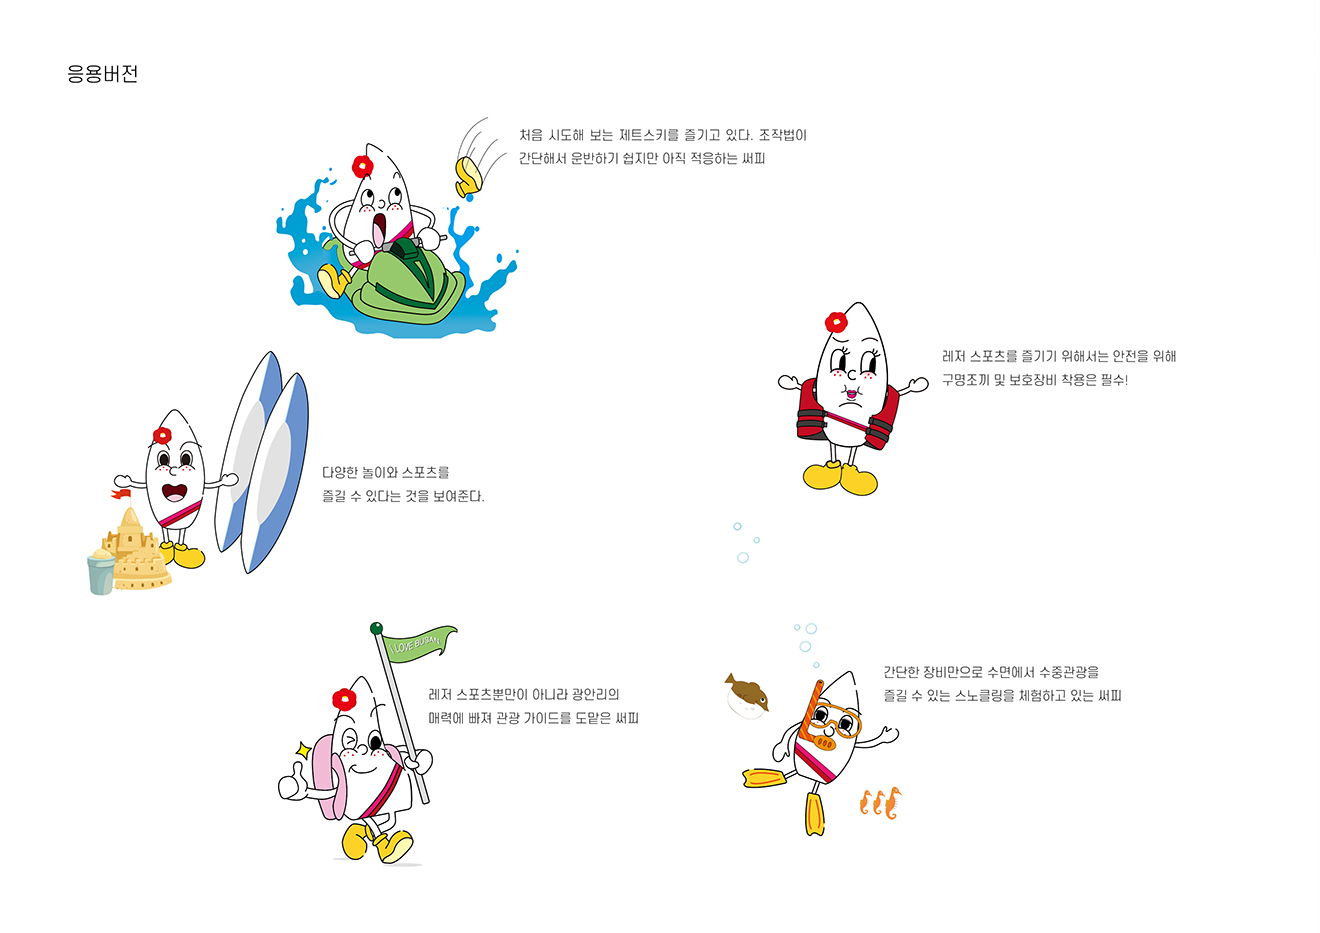 응용버전
처음 시도해 보는 제트스키를 즐기고 있다. 조작법이
간단해서 운반하기 쉽지만 아직 적응하는 써피
레저 스포츠를 즐기기 위해서는 안전을 위해
구명조끼 및 보호장비 착용은 필수!
다양한 놀이와 스포츠를
즐길 수 있다는 것을 보여준다.
I LOVE BUSAN
레저 스포츠뿐만이 아니라 광안리의
매력에 빠져 관광 가이드를 도맡은 써피
간단한 장비만으로 수면에서 수중관광을
즐길 수 있는 스노클링을 체험하고 있는 써피